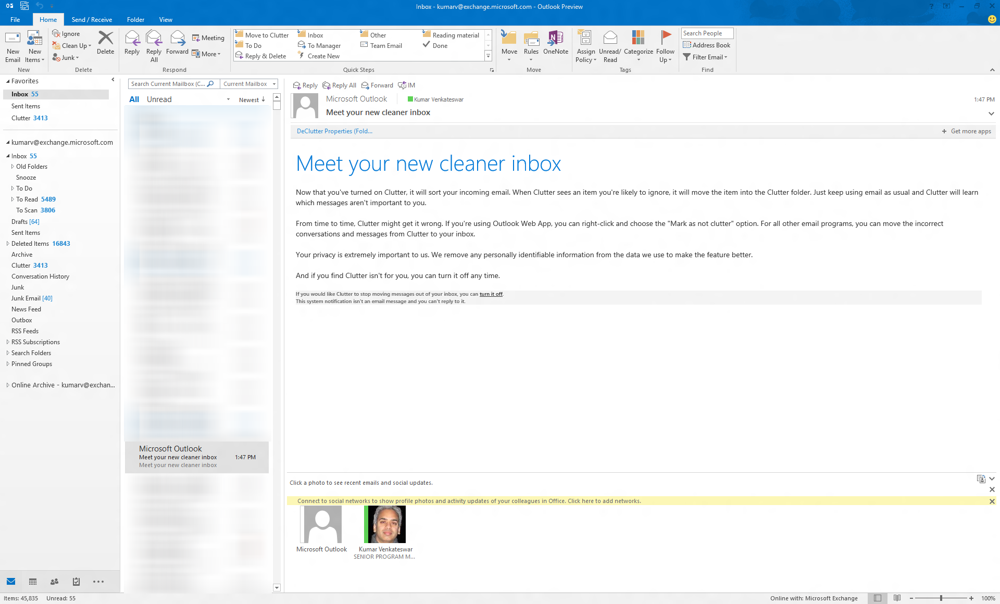 Inbox - kumarv@exchange.microsoft.com - Outlook Preview
File Home Send / Receive Folder View
New Email
New Items
New
Ignore
Clean Up
Junk
Delete
Delete
Reply
Reply All
Forward
Meeting
More
Respond
Move to Clutter Inbox Other Reading material
To Do To Manager Team Email Done
Reply & Delete Create New
Quick Steps
Move
Rules
OneNote
Move
Assign Policy
Unread/ Read
Categorize
Follow Up
Tags
Search People
Address Book
Filter Email
Find
Favorites
Inbox 55
Sent Items
Clutter 3413
kumarv@exchange.microsoft.com
Inbox 55
Old Folders
Snooze
To Do
To Read 5489
To Scan 3806
Drafts [64]
Sent Items
Deleted Items 16843
Archive
Clutter 3413
Conversation History
Junk
Junk Email [40]
News Feed
Outbox
RSS Feeds
RSS Subscriptions
Search Folders
Pinned Groups
Online Archive - kumarv@exchan...
Search Current Mailbox (C... Current Mailbox
All Unread Newest
Microsoft Outlook
Meet your new cleaner inbox 1:47 PM
Meet your new cleaner inbox
Reply Reply All Forward IM
Microsoft Outlook Kumar Venkateswar 1:47 PM
Meet your new cleaner inbox
DeClutter Properties (Fold... + Get more apps
Meet your new cleaner inbox
Now that you've turned on Clutter, it will sort your incoming email. When Clutter sees an item you're likely to ignore, it will move the item into the Clutter folder. Just keep using email as usual and Clutter will learn
which messages aren't important to you.
From time to time, Clutter might get it wrong. If you're using Outlook Web App, you can right-click and choose the "Mark as not clutter" option. For all other email programs, you can move the incorrect
conversations and messages from Clutter to your inbox.
Your privacy is extremely important to us. We remove any personally identifiable information from the data we use to make the feature better.
And if you find Clutter isn't for you, you can turn it off any time.
If you would like Clutter to stop moving messages out of your inbox, you can turn it off.
This system notification isn't an email message and you can't reply to it.
Click a photo to see recent emails and social updates.
Connect to social networks to show profile photos and activity updates of your colleagues in Office. Click here to add networks.
Microsoft Outlook
Kumar Venkateswar
SENIOR PROGRAM M...
Items: 45,835 Unread: 55 Online with: Microsoft Exchange 100%